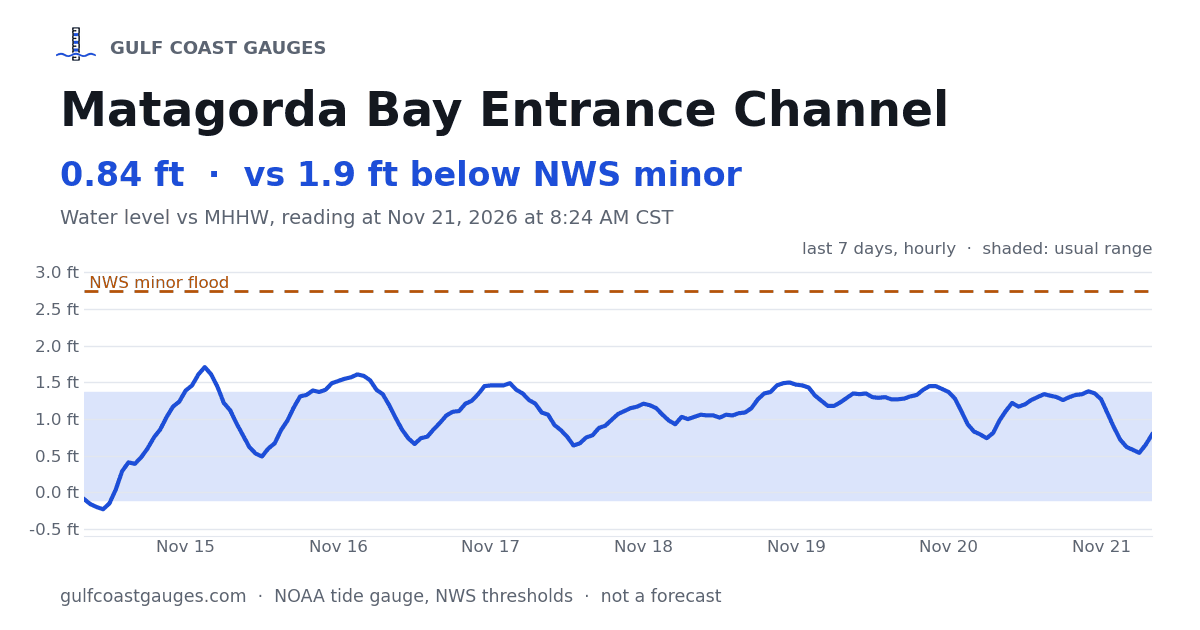 GULF COAST GAUGES
Matagorda Bay Entrance Channel
0.84 ft · vs 1.9 ft below NWS minor
Water level vs MHHW, reading at Nov 21, 2026 at 8:24 AM CST
last 7 days, hourly · shaded: usual range
3.0 ft
NWS minor flood
2.5 ft
2.0 ft
1.5 ft
1.0 ft
0.5 ft
0.0 ft
-0.5 ft
Nov 15 Nov 16 Nov 17 Nov 18 Nov 19 Nov 20 Nov 21
gulfcoastgauges.com · NOAA tide gauge, NWS thresholds · not a forecast